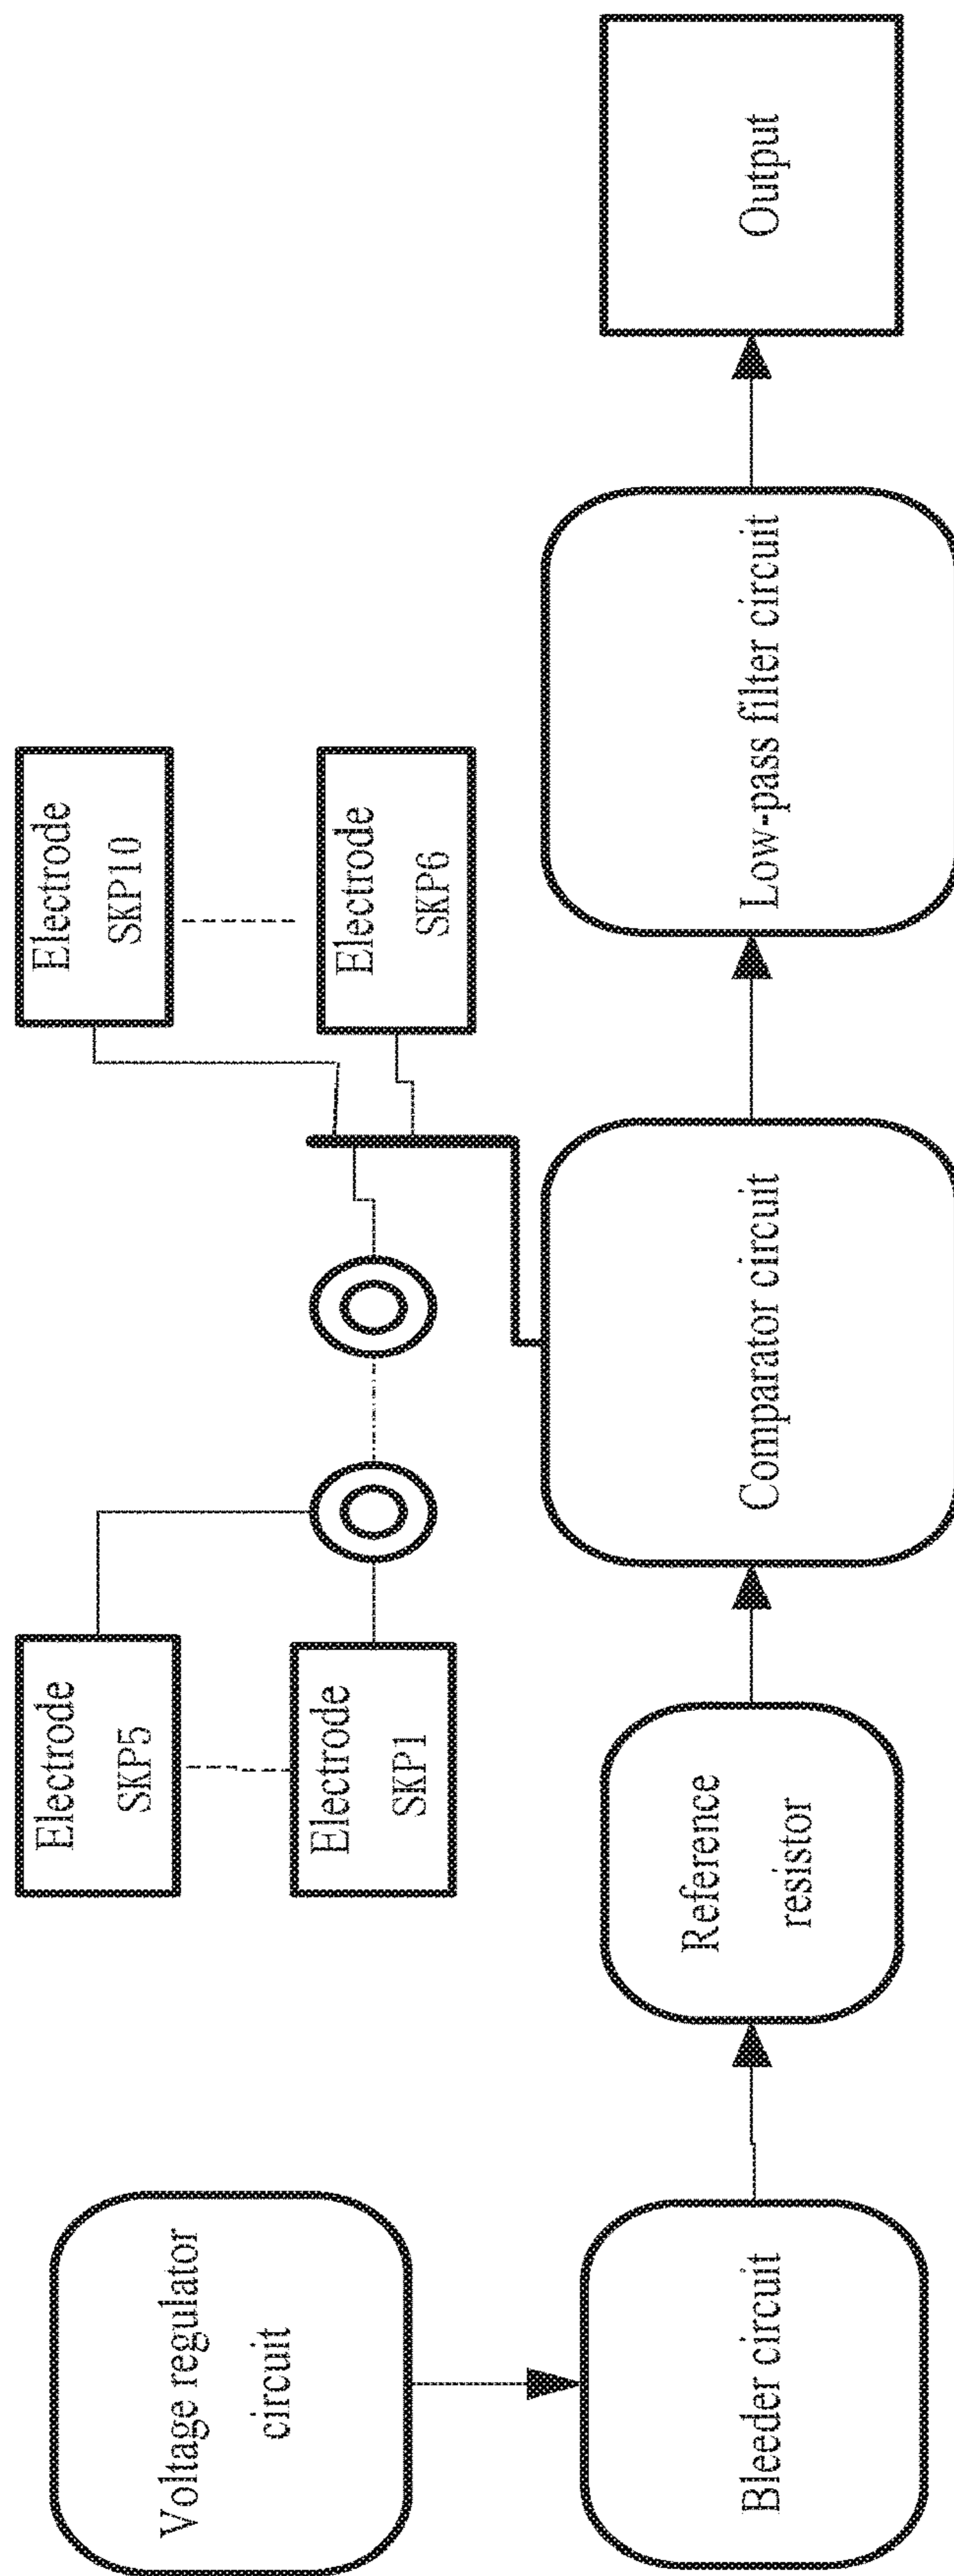 Electrode
SKP5
Electrode
SKP10
Electrode
SKP1
Electrode
SKP6
Voltage regulator
circuit
Bleeder circuit
Reference
resistor
Comparator circuit
Low-pass filter circuit
Output